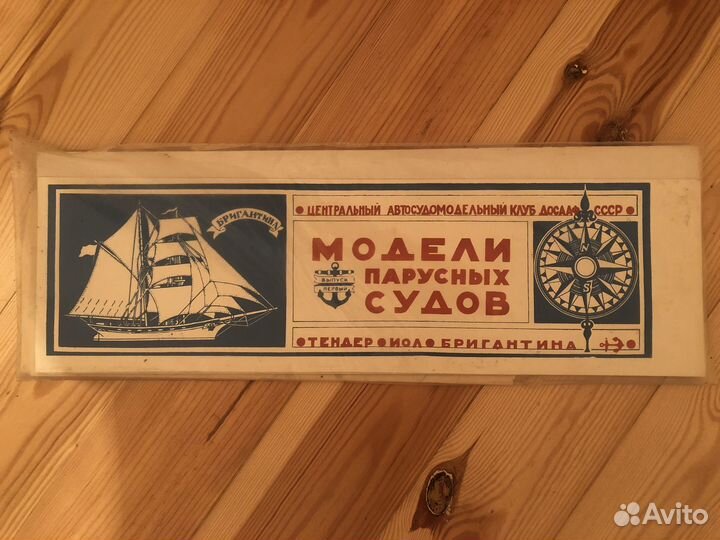 БРИГАНТИНА
ЦЕНТРАЛЬНЫЙ АВТОСУДОМОДЕЛЬНЫЙ КЛУБ ДОСААФ СССР
МОДЕЛИ
ПАРУСНЫХ
СУДОВ
ВЫПУСК
ПЕРВЫЙ
ТЕНДЕР • ИОЛ • БРИГАНТИНА
N
S
Avito